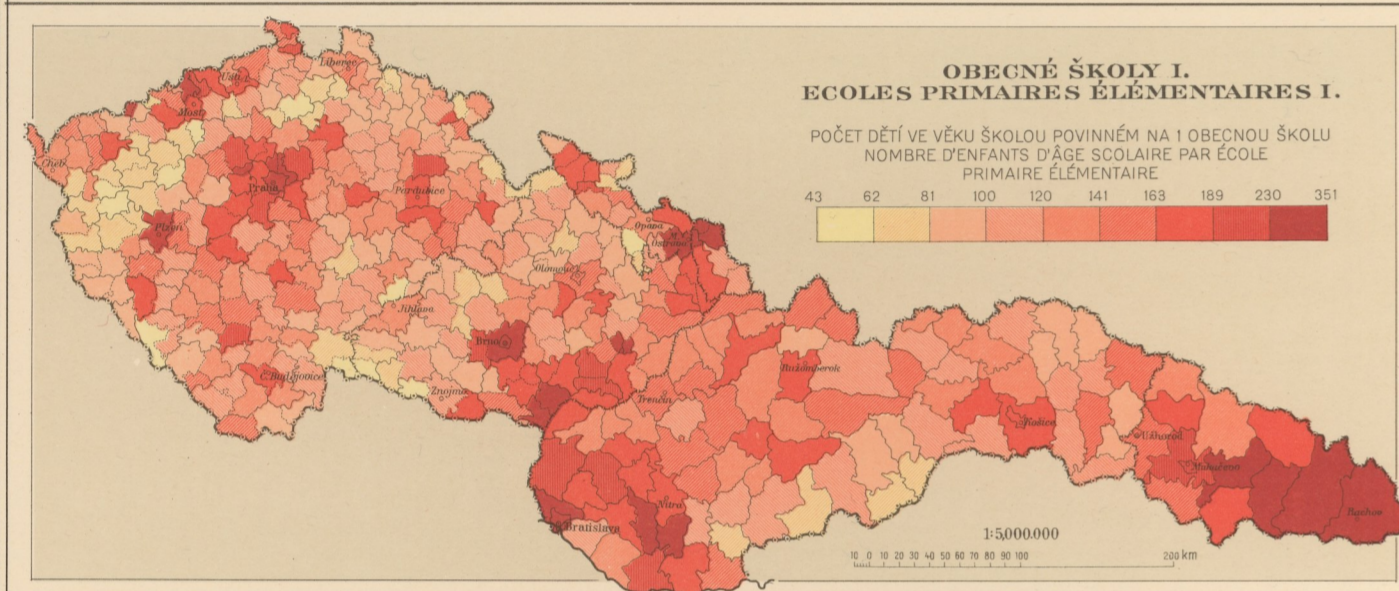 OBECNÉ ŠKOLY I.
ECOLES PRIMAIRES ÉLÉMENTAIRES I.
POČET DĚTÍ VE VĚKU ŠKOLOU POVINNÉM NA 1 OBECNOU ŠKOLU
NOMBRE D'ENFANTS D'ÂGE SCOLAIRE PAR ÉCOLE
PRIMAIRE ÉLÉMENTAIRE
43 62 81 100 120 141 163 189 230 351
Liberec
Ústí
Most
Cheb
Praha
Pardubice
Plzeň
Opava
Ostrava
Olomouc
Jihlava
Brno
Č. Budějovice
Znojmo
Trenčín
Ružomberok
Košice
Užhorod
Mukačevo
Nitra
Bratislava
Rachov
1:5,000.000
10 0 10 20 30 40 50 60 70 80 90 100 200 km